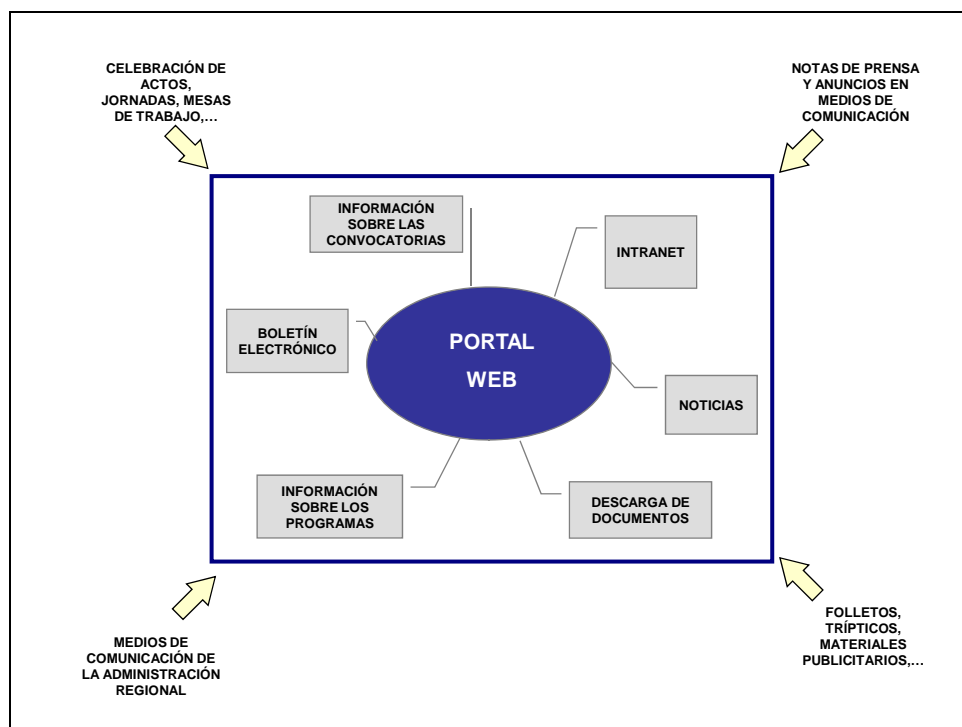 CELEBRACIÓN DE
ACTOS,
JORNADAS, MESAS
DE TRABAJO,…
NOTAS DE PRENSA
Y ANUNCIOS EN
MEDIOS DE
COMUNICACIÓN
INFORMACIÓN
SOBRE LAS
CONVOCATORIAS
INTRANET
BOLETÍN
ELECTRÓNICO
PORTAL
WEB
NOTICIAS
INFORMACIÓN
SOBRE LOS
PROGRAMAS
DESCARGA DE
DOCUMENTOS
MEDIOS DE
COMUNICACIÓN DE
LA ADMINISTRACIÓN
REGIONAL
FOLLETOS,
TRÍPTICOS,
MATERIALES
PUBLICITARIOS,…